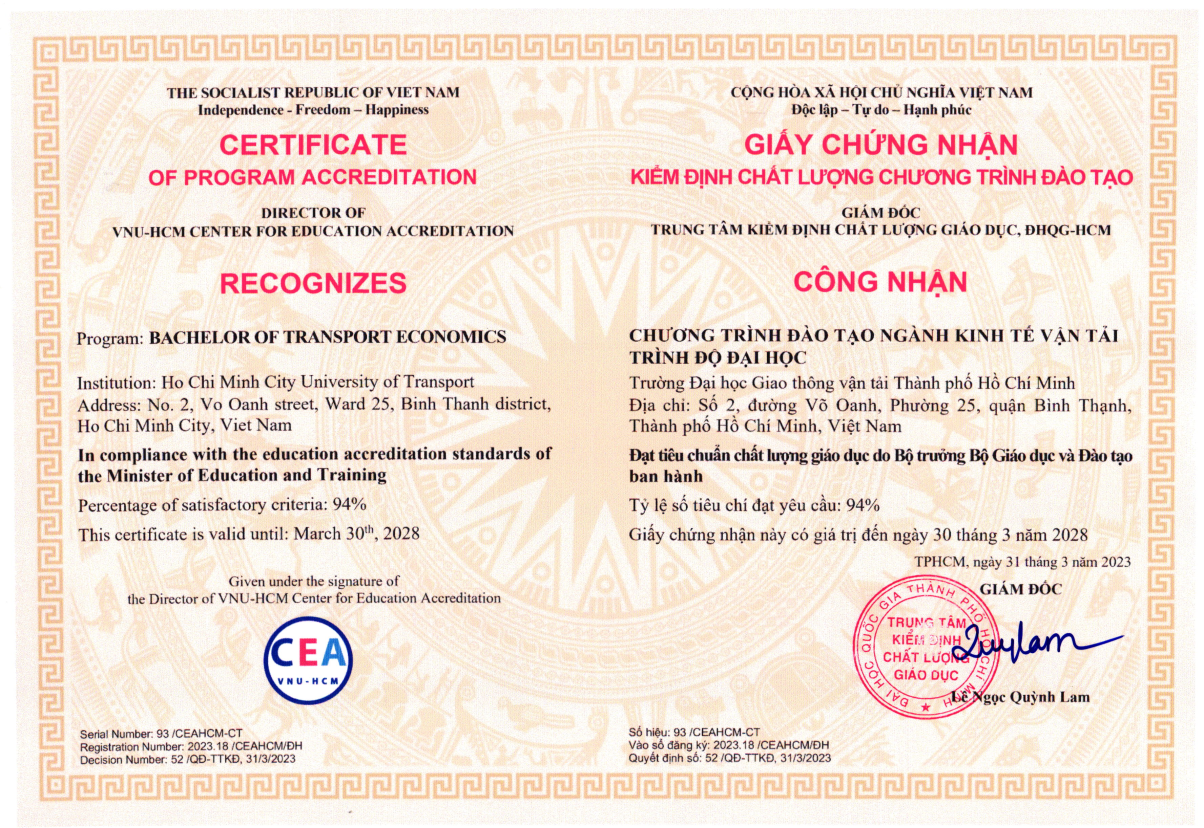 THE SOCIALIST REPUBLIC OF VIET NAM
Independence - Freedom – Happiness
CERTIFICATE
OF PROGRAM ACCREDITATION
DIRECTOR OF
VNU-HCM CENTER FOR EDUCATION ACCREDITATION
RECOGNIZES
Program: BACHELOR OF TRANSPORT ECONOMICS
Institution: Ho Chi Minh City University of Transport
Address: No. 2, Vo Oanh street, Ward 25, Binh Thanh district,
Ho Chi Minh City, Viet Nam
In compliance with the education accreditation standards of
the Minister of Education and Training
Percentage of satisfactory criteria: 94%
This certificate is valid until: March 30th, 2028
Given under the signature of
the Director of VNU-HCM Center for Education Accreditation
CEA
VNU-HCM
Serial Number: 93 /CEAHCM-CT
Registration Number: 2023.18 /CEAHCM/ĐH
Decision Number: 52 /QĐ-TTKĐ, 31/3/2023
CỘNG HÒA XÃ HỘI CHỦ NGHĨA VIỆT NAM
Độc lập – Tự do – Hạnh phúc
GIẤY CHỨNG NHẬN
KIỂM ĐỊNH CHẤT LƯỢNG CHƯƠNG TRÌNH ĐÀO TẠO
GIÁM ĐỐC
TRUNG TÂM KIỂM ĐỊNH CHẤT LƯỢNG GIÁO DỤC, ĐHQG-HCM
CÔNG NHẬN
CHƯƠNG TRÌNH ĐÀO TẠO NGÀNH KINH TẾ VẬN TẢI
TRÌNH ĐỘ ĐẠI HỌC
Trường Đại học Giao thông vận tải Thành phố Hồ Chí Minh
Địa chỉ: Số 2, đường Võ Oanh, Phường 25, quận Bình Thạnh,
Thành phố Hồ Chí Minh, Việt Nam
Đạt tiêu chuẩn chất lượng giáo dục do Bộ trưởng Bộ Giáo dục và Đào tạo
ban hành
Tỷ lệ số tiêu chí đạt yêu cầu: 94%
Giấy chứng nhận này có giá trị đến ngày 30 tháng 3 năm 2028
TPHCM, ngày 31 tháng 3 năm 2023
GIÁM ĐỐC
ĐẠI HỌC QUỐC GIA THÀNH PHỐ HỒ CHÍ MINH
TRUNG TÂM
KIỂM ĐỊNH
CHẤT LƯỢNG
GIÁO DỤC
Quylam
Lê Ngọc Quỳnh Lam
Số hiệu: 93 /CEAHCM-CT
Vào sổ đăng ký: 2023.18 /CEAHCM/ĐH
Quyết định số: 52 /QĐ-TTKĐ, 31/3/2023